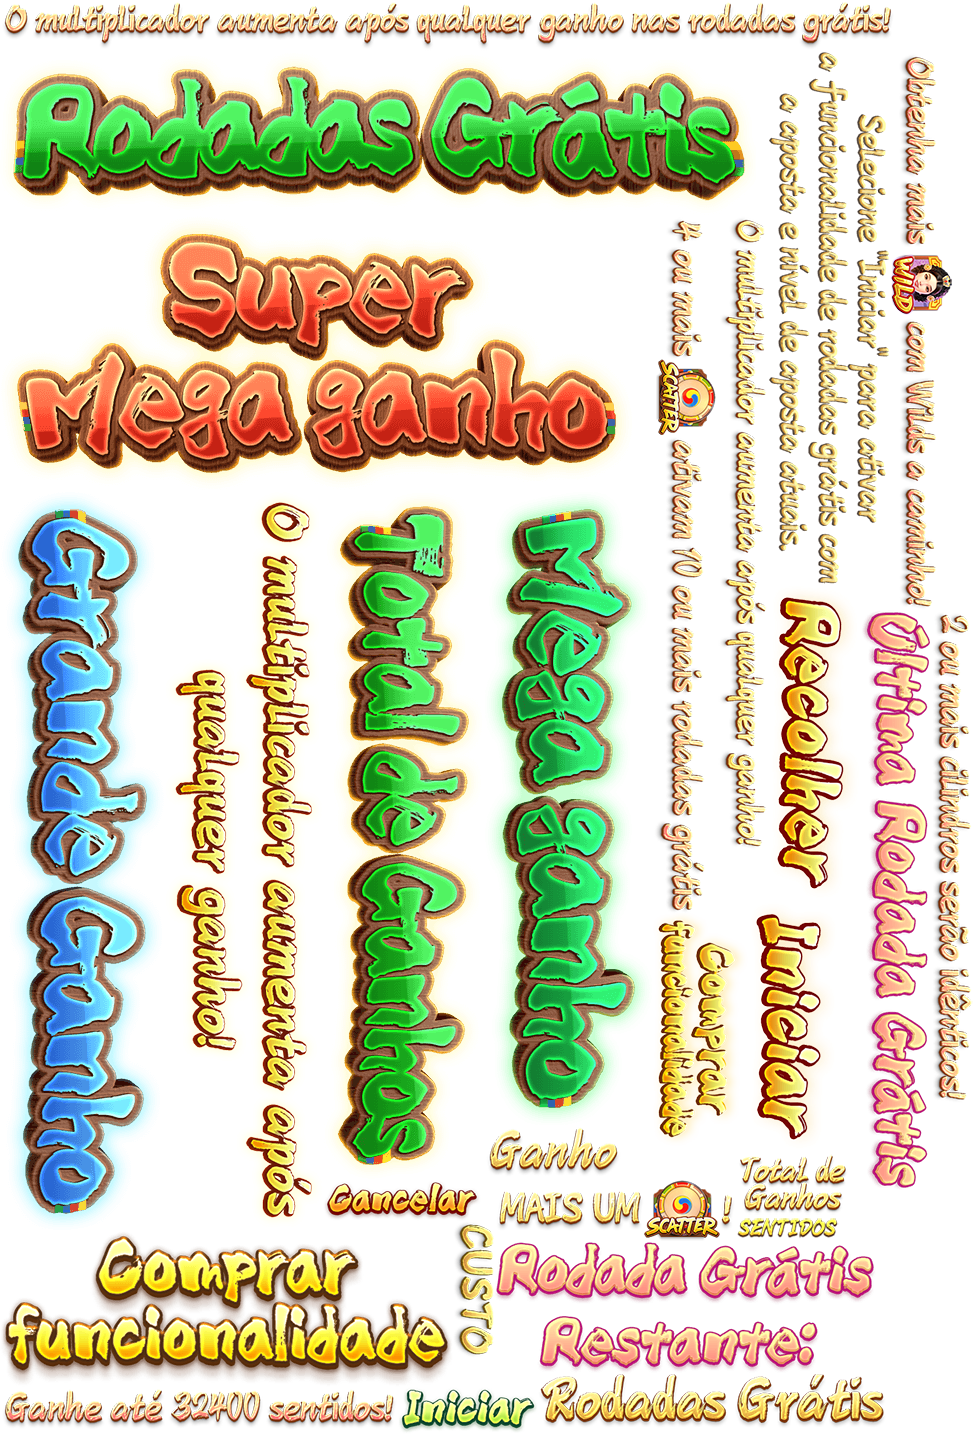 O multiplicador aumenta após qualquer ganho nas rodadas grátis!
Rodadas Grátis
Super
Mega ganho
Obtenha mais WILD com Wilds a caminho!
Selecione "Iniciar" para ativar
a funcionalidade de rodadas grátis com
a aposta e nível de aposta atuais.
O multiplicador aumenta após qualquer ganho!
4 ou mais SCATTER ativam 10 ou mais rodadas grátis
2 ou mais cilindros serão idênticos!
Última Rodada Grátis
Recolher
Iniciar
Comprar
funcionalidade
Mega ganho
Total de Ganhos
O multiplicador aumenta após
qualquer ganho!
Grande Ganho
Ganho
Cancelar
MAIS UM SCATTER !
Total de
Ganhos
SENTIDOS
CUSTO
Comprar
funcionalidade
Rodada Grátis
Restante:
Ganhe até 32400 sentidos!
Iniciar
Rodadas Grátis